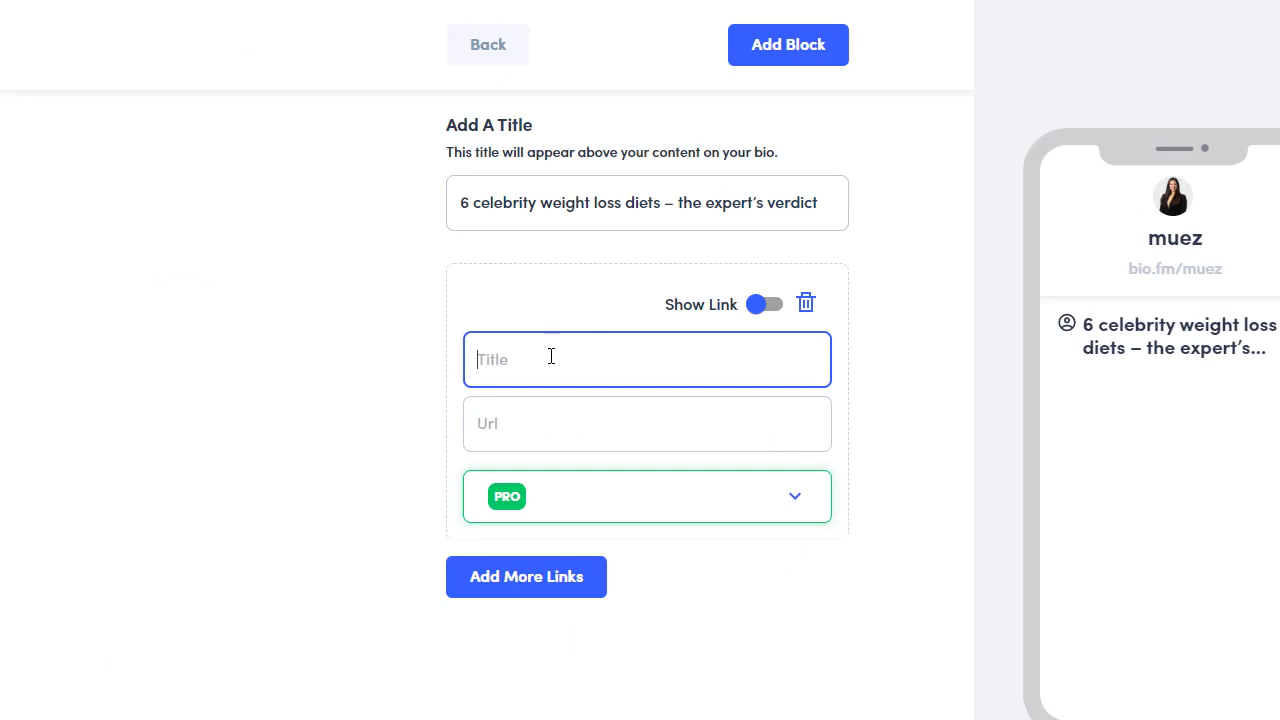 Back
Add Block
Add A Title
This title will appear above your content on your bio.
6 celebrity weight loss diets – the expert’s verdict
Show Link
Title
Url
PRO
Add More Links
muez
bio.fm/muez
6 celebrity weight loss
diets – the expert’s...